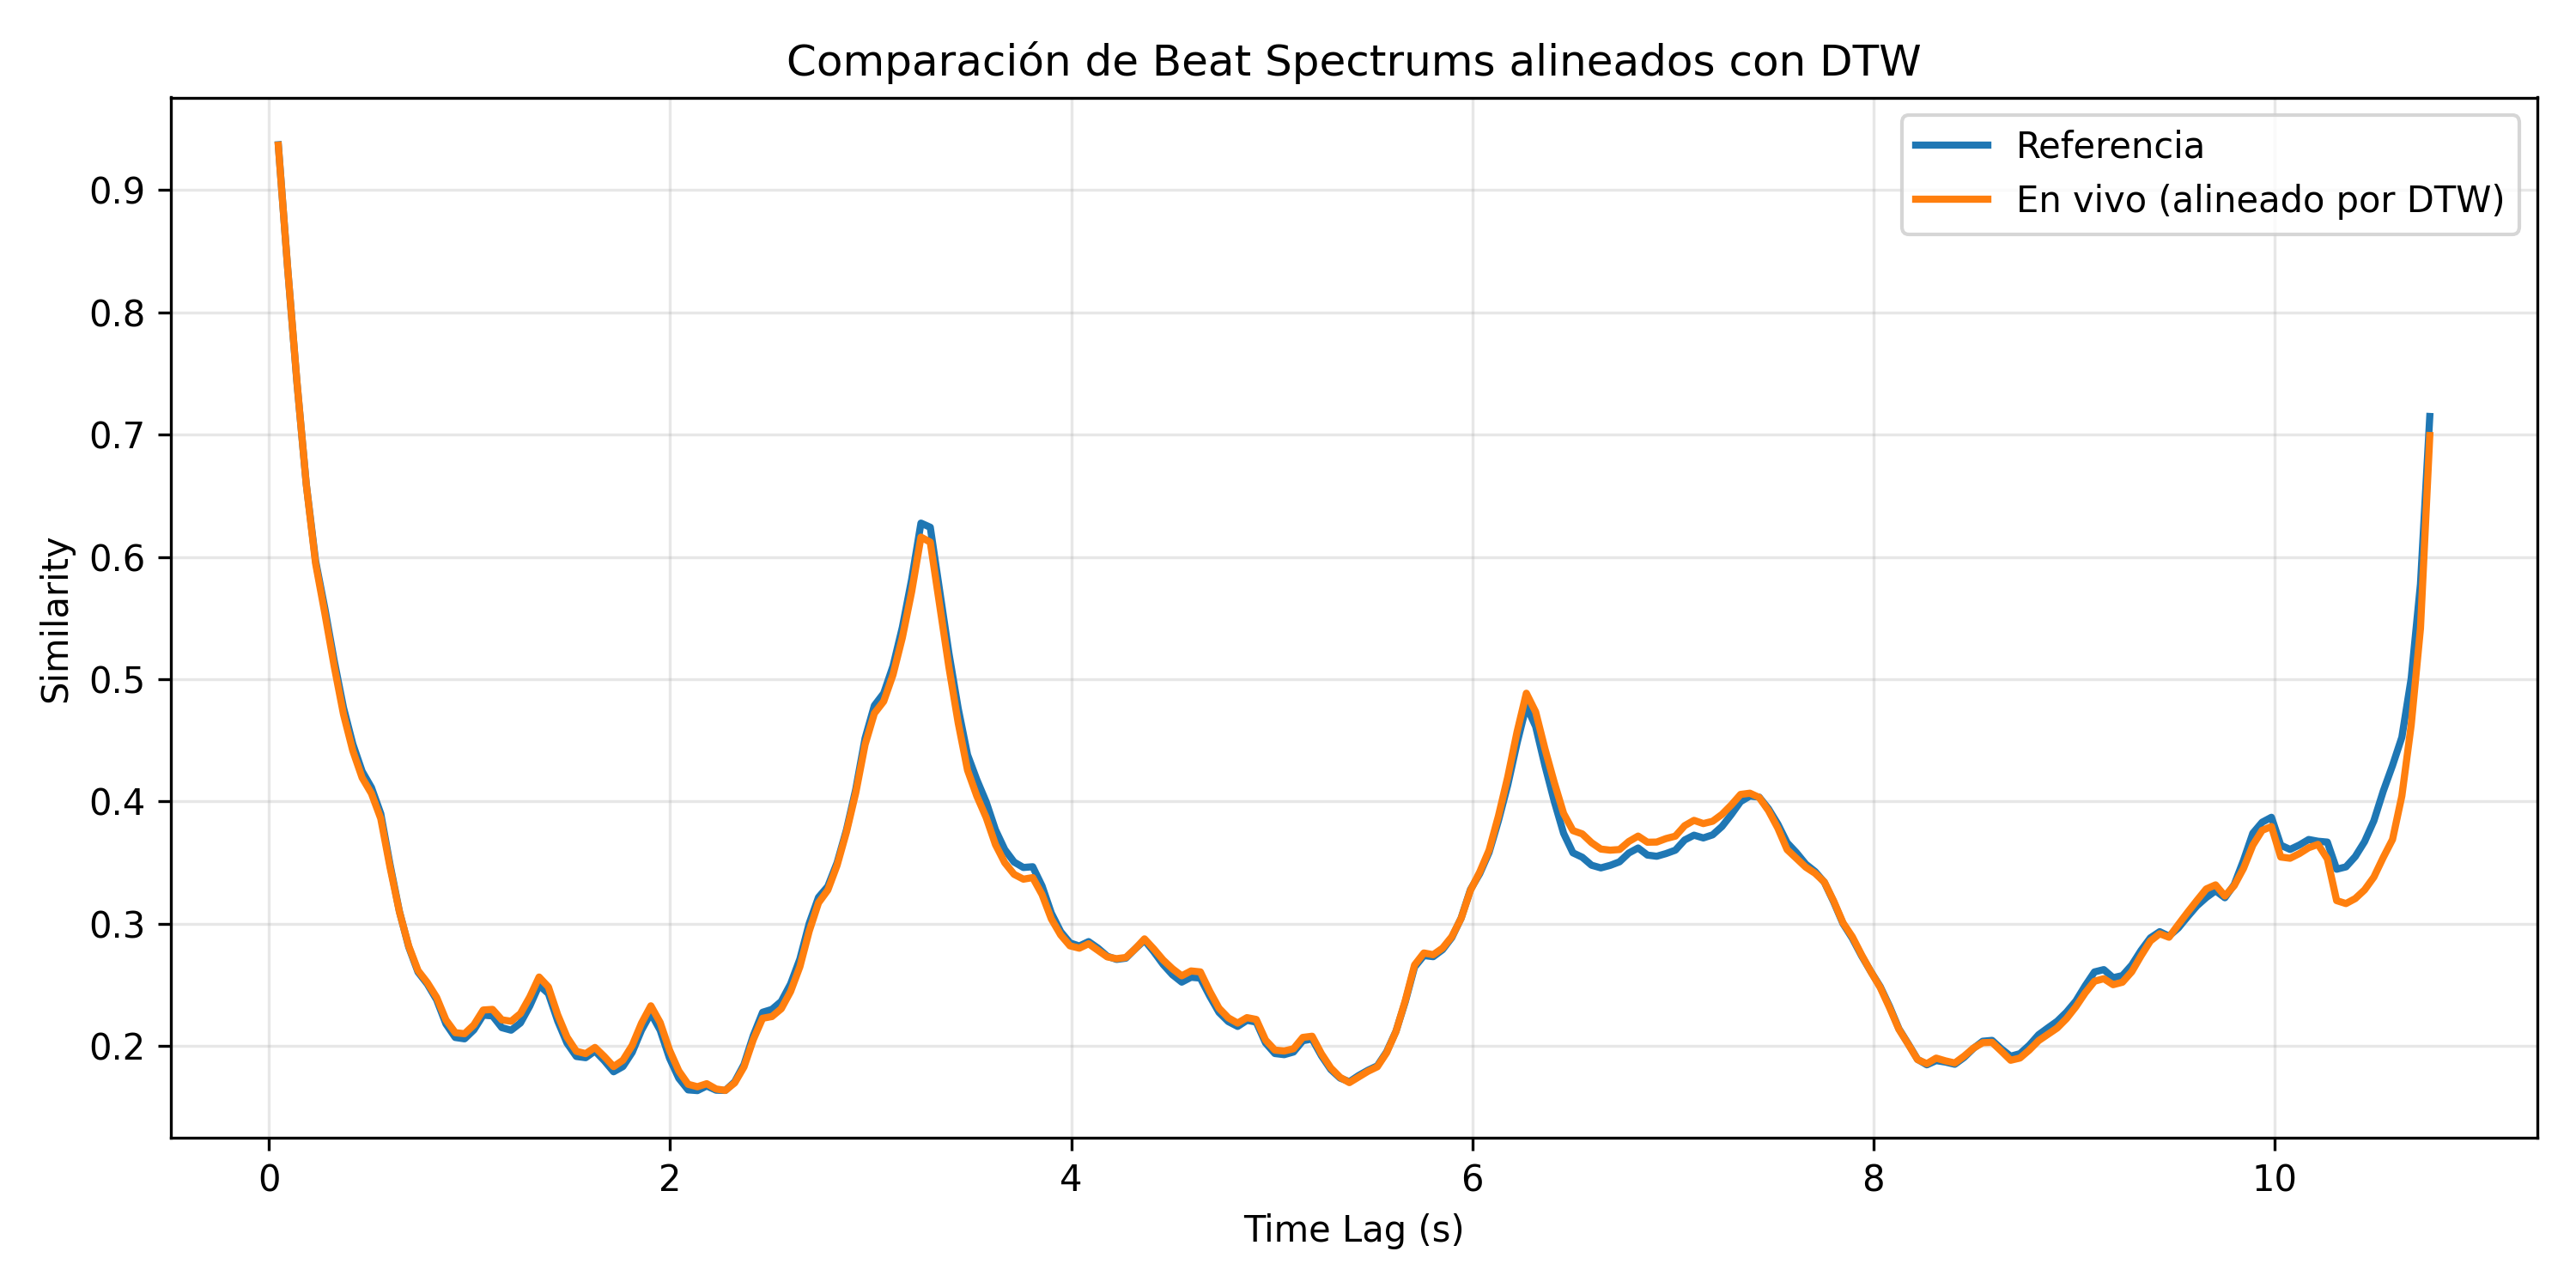 Comparación de Beat Spectrums alineados con DTW
Referencia
En vivo (alineado por DTW)
Similarity
0.9
0.8
0.7
0.6
0.5
0.4
0.3
0.2
0 2 4 6 8 10
Time Lag (s)